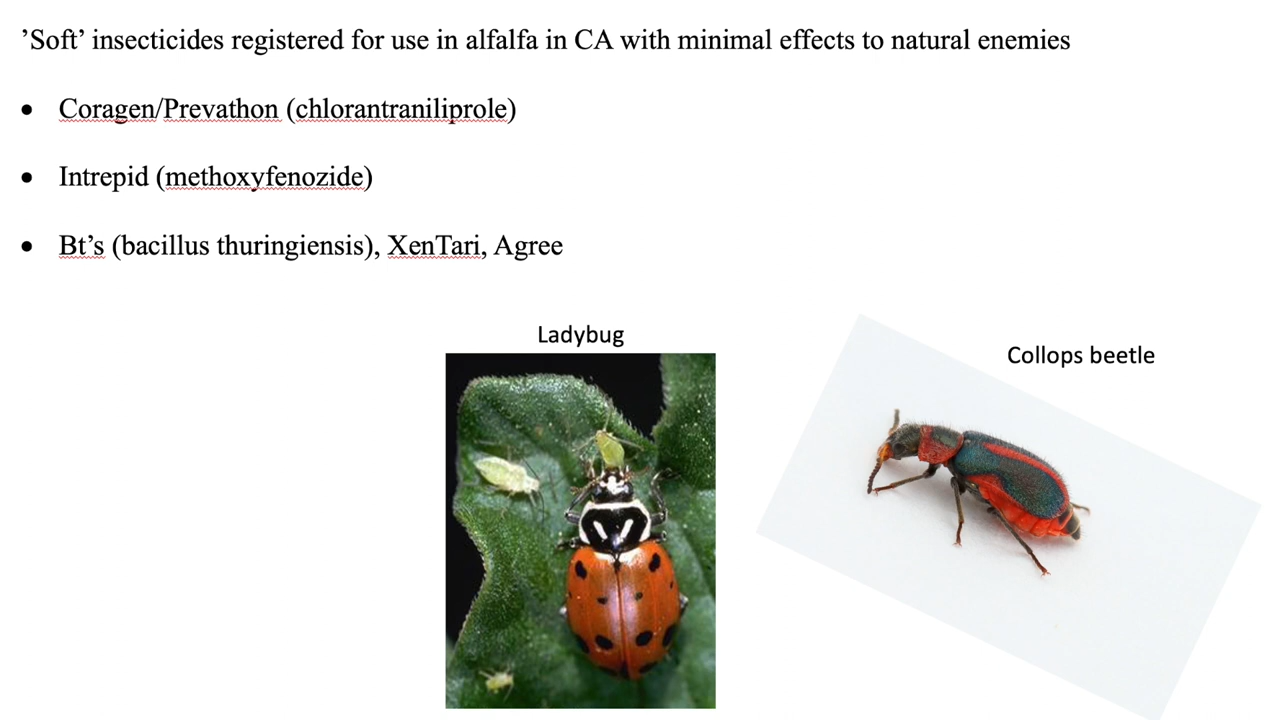 ’Soft’ insecticides registered for use in alfalfa in CA with minimal effects to natural enemies
• Coragen/Prevathon (chlorantraniliprole)
• Intrepid (methoxyfenozide)
• Bt’s (bacillus thuringiensis), XenTari, Agree
Ladybug
Collops beetle